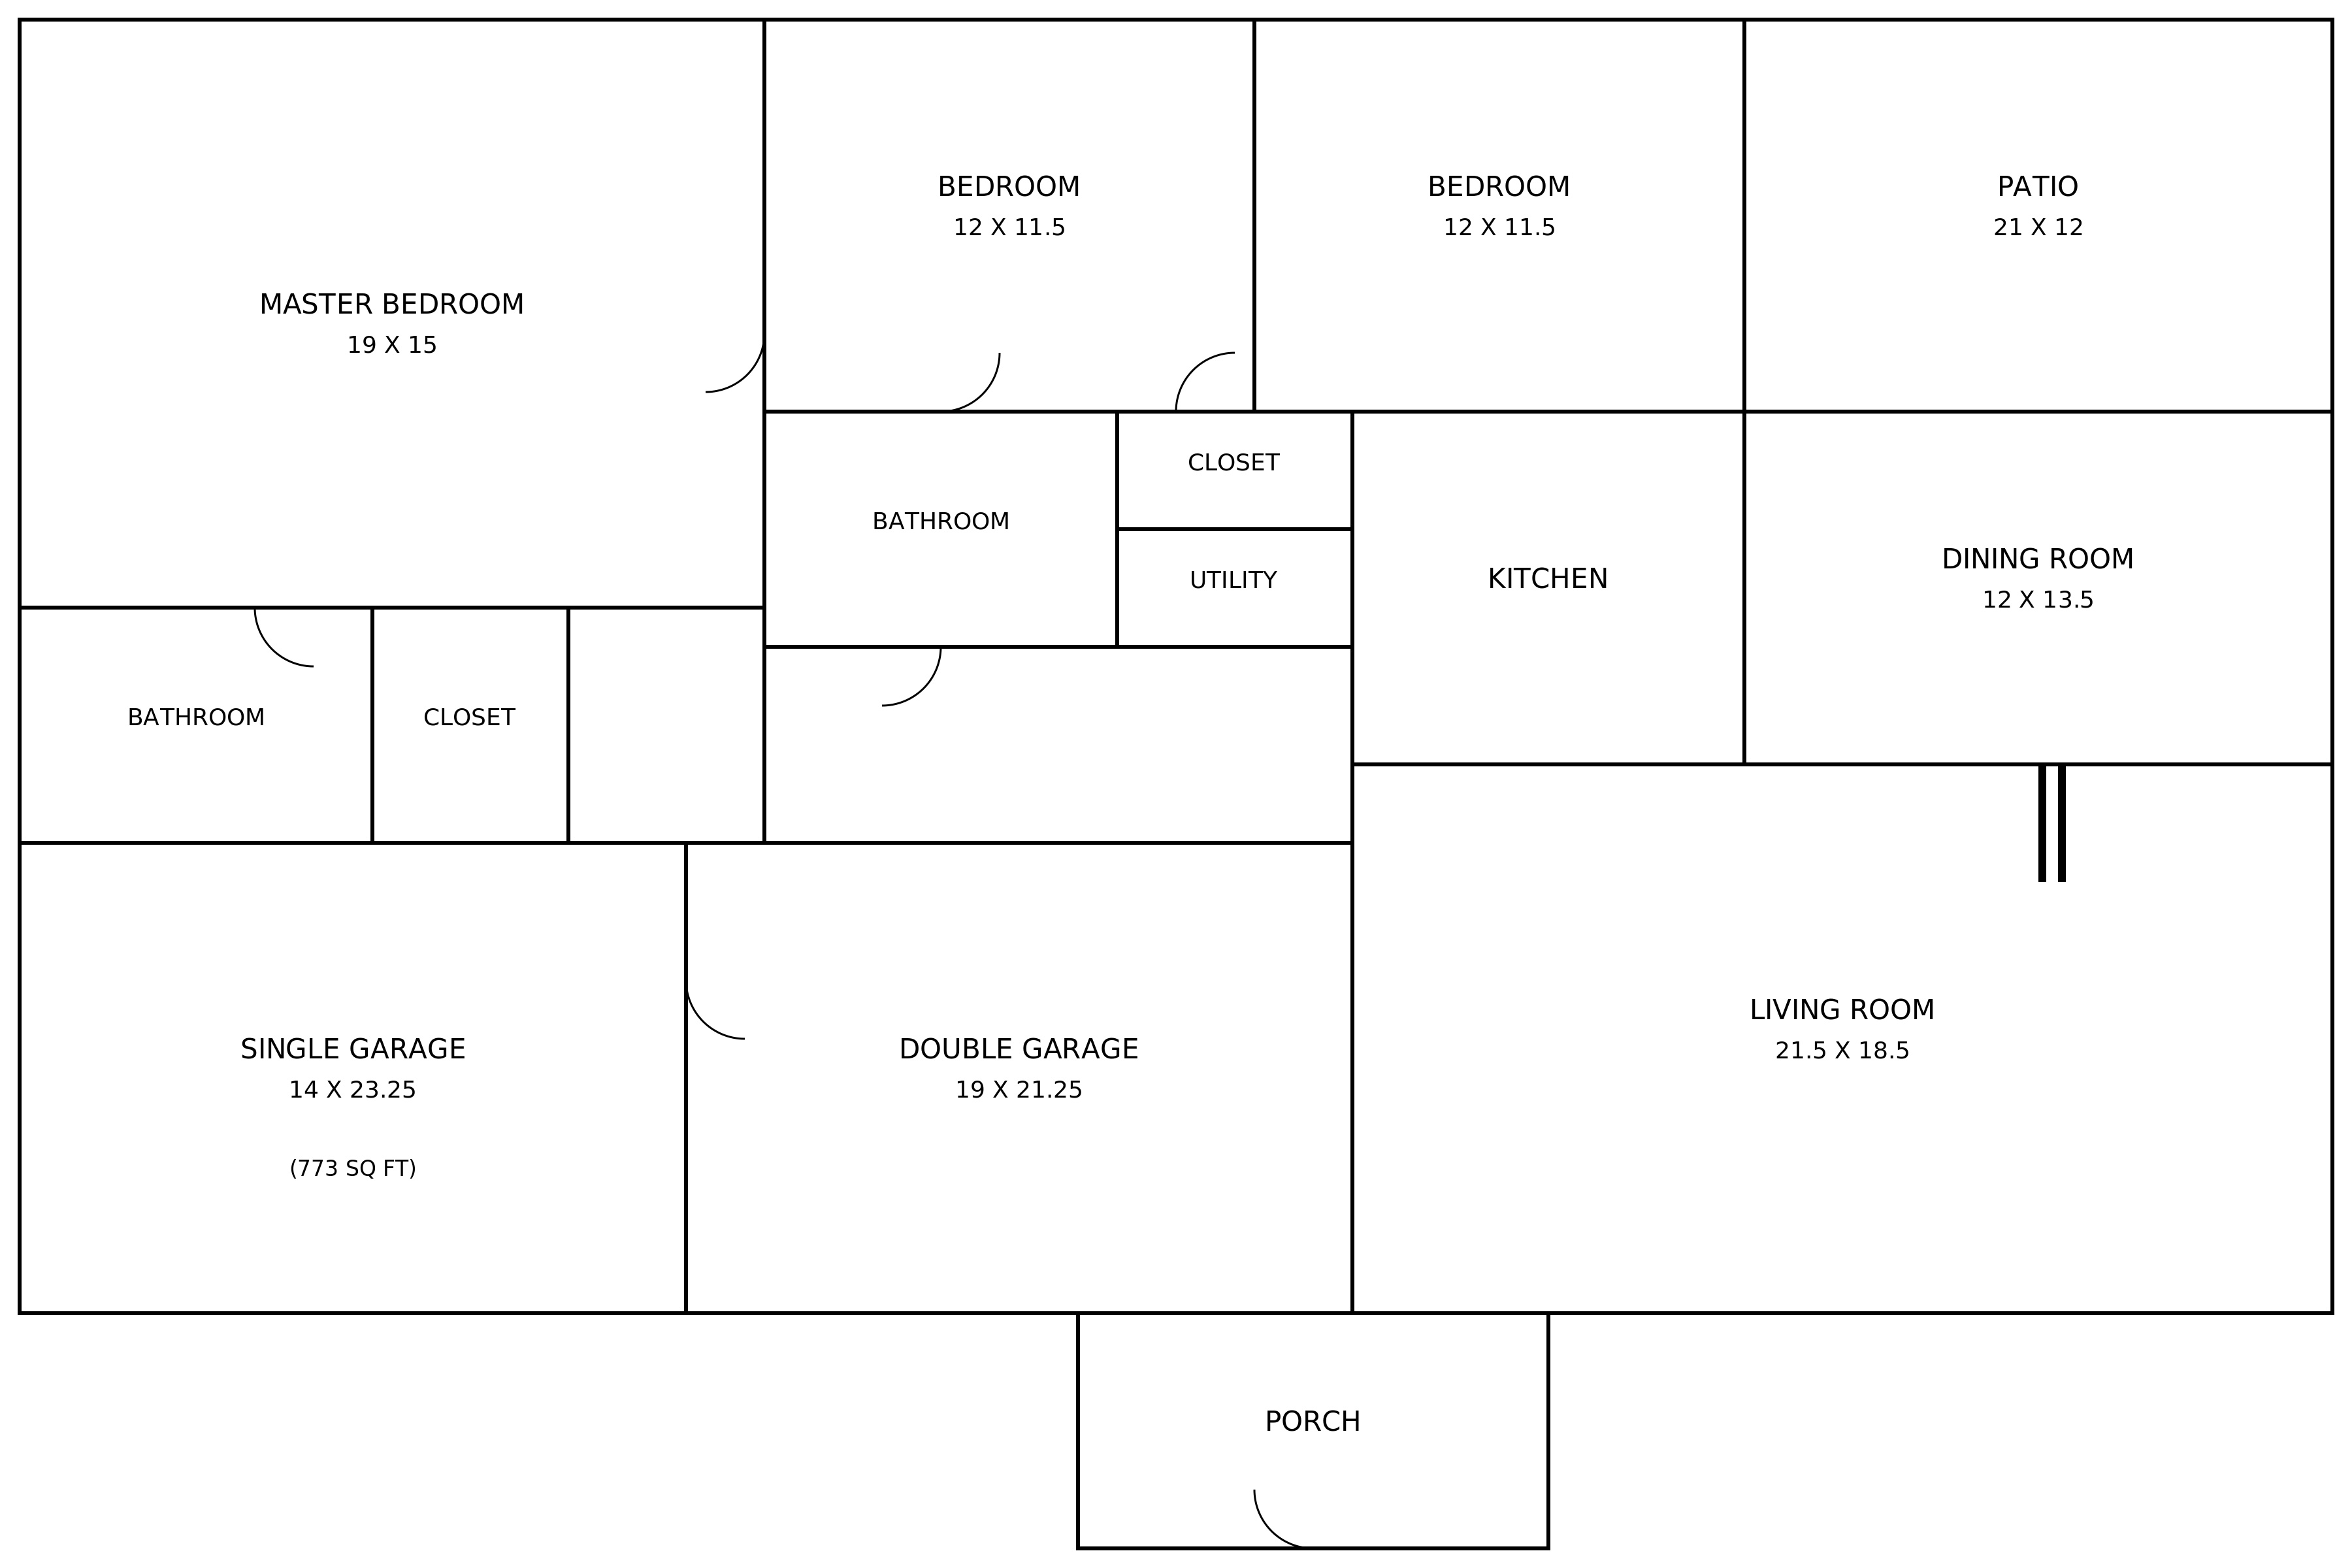 BEDROOM
12 X 11.5
BEDROOM
12 X 11.5
PATIO
21 X 12
MASTER BEDROOM
19 X 15
CLOSET
BATHROOM
UTILITY
KITCHEN
DINING ROOM
12 X 13.5
BATHROOM
CLOSET
LIVING ROOM
21.5 X 18.5
SINGLE GARAGE
14 X 23.25
(773 SQ FT)
DOUBLE GARAGE
19 X 21.25
PORCH